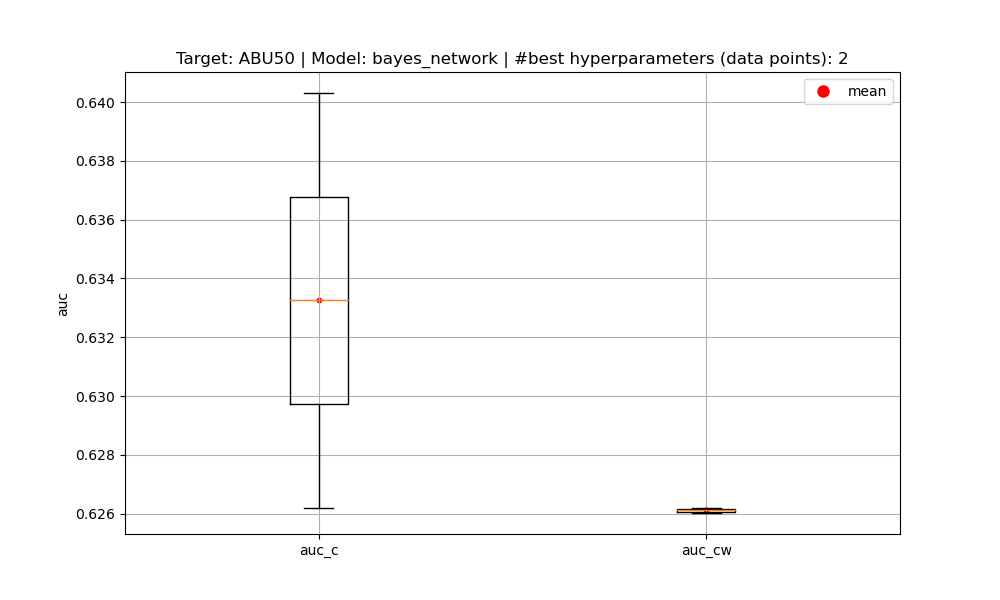 Target: ABU50 | Model: bayes_network | #best hyperparameters (data points): 2
mean
0.640
0.638
0.636
0.634
0.632
0.630
0.628
0.626
auc
auc_c
auc_cw